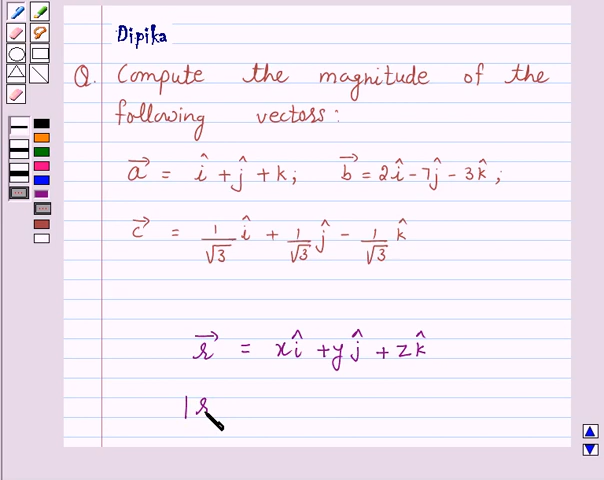 Dipika
Q. Compute the magnitude of the
following vectors:
a⃗ = î + ĵ + k; b⃗ = 2î - 7ĵ - 3k̂;
c⃗ = 1/√3 î + 1/√3 ĵ - 1/√3 k̂
r⃗ = xî + yĵ + zk̂
|r